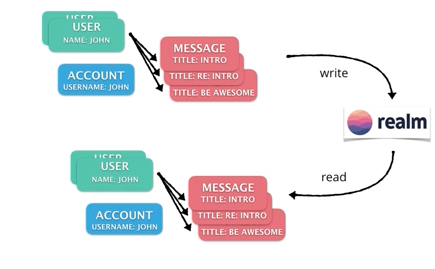 USER
USER
NAME: JOHN
ACCOUNT
USERNAME: JOHN
MESSAGE
TITLE: INTRO
TITLE: RE: INTRO
TITLE: BE AWESOME
write
realm
read
USER
USER
NAME: JOHN
ACCOUNT
USERNAME: JOHN
MESSAGE
TITLE: INTRO
TITLE: RE: INTRO
TITLE: BE AWESOME